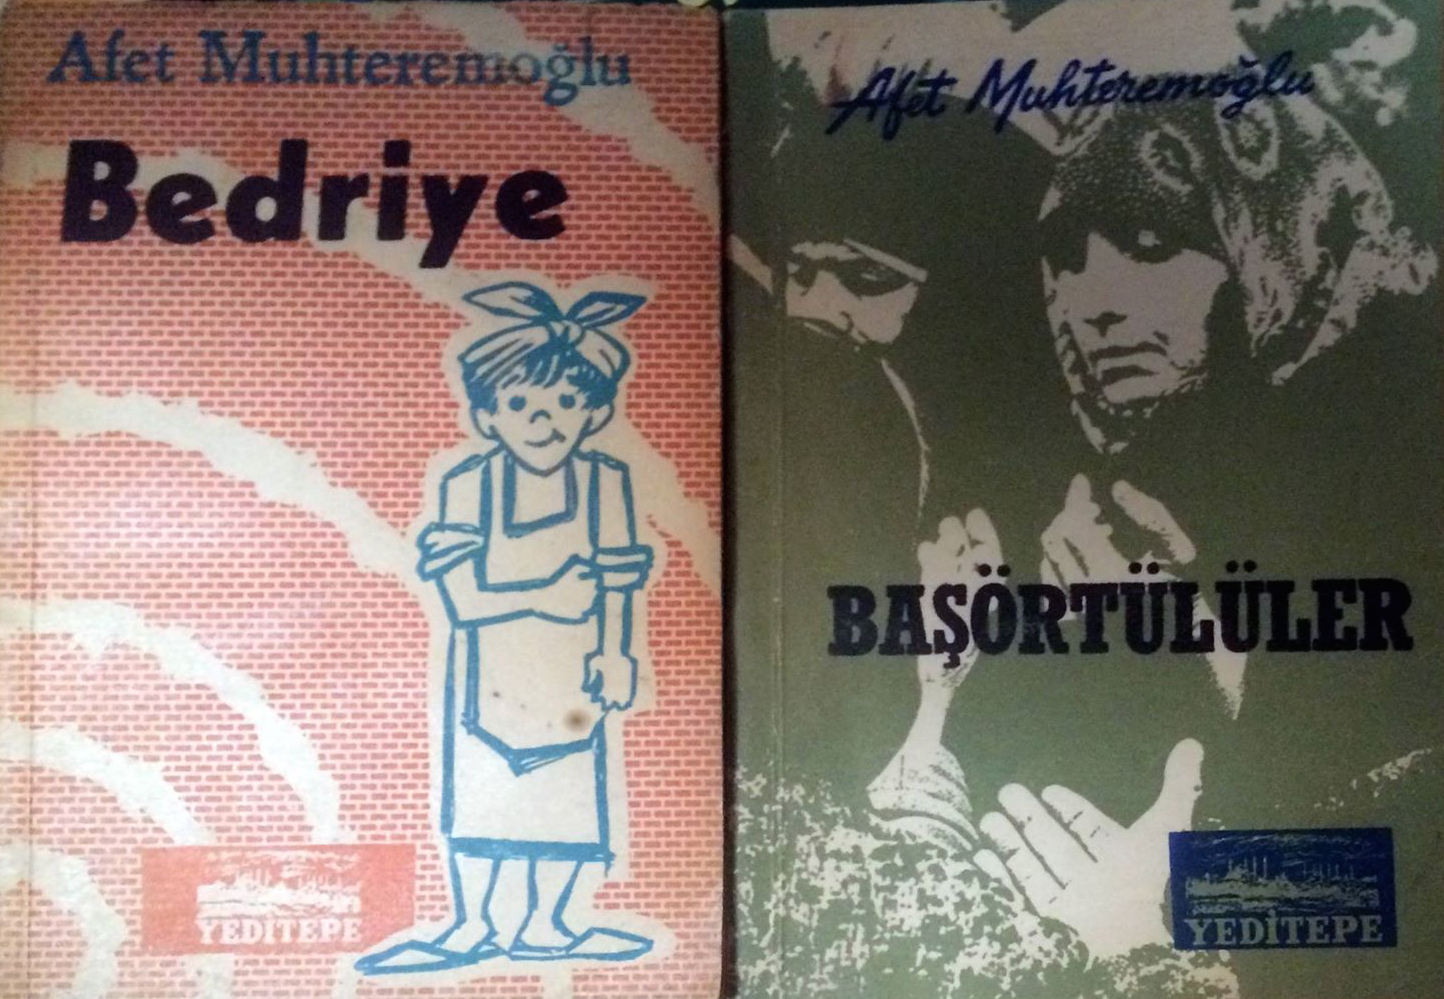 Afet Muhteremoğlu
Bedriye
YEDİTEPE
Afet Muhteremoğlu
BAŞÖRTÜLÜLER
YEDİTEPE